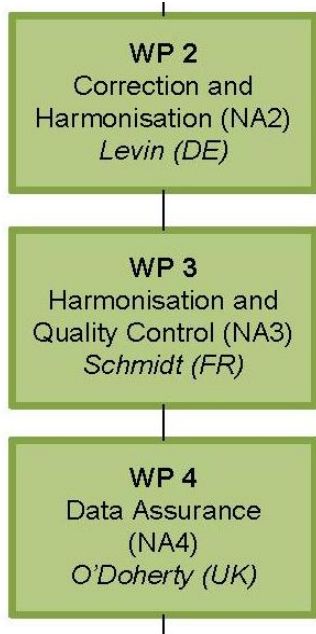 WP 2
Correction and
Harmonisation (NA2)
Levin (DE)
WP 3
Harmonisation and
Quality Control (NA3)
Schmidt (FR)
WP 4
Data Assurance
(NA4)
O'Doherty (UK)